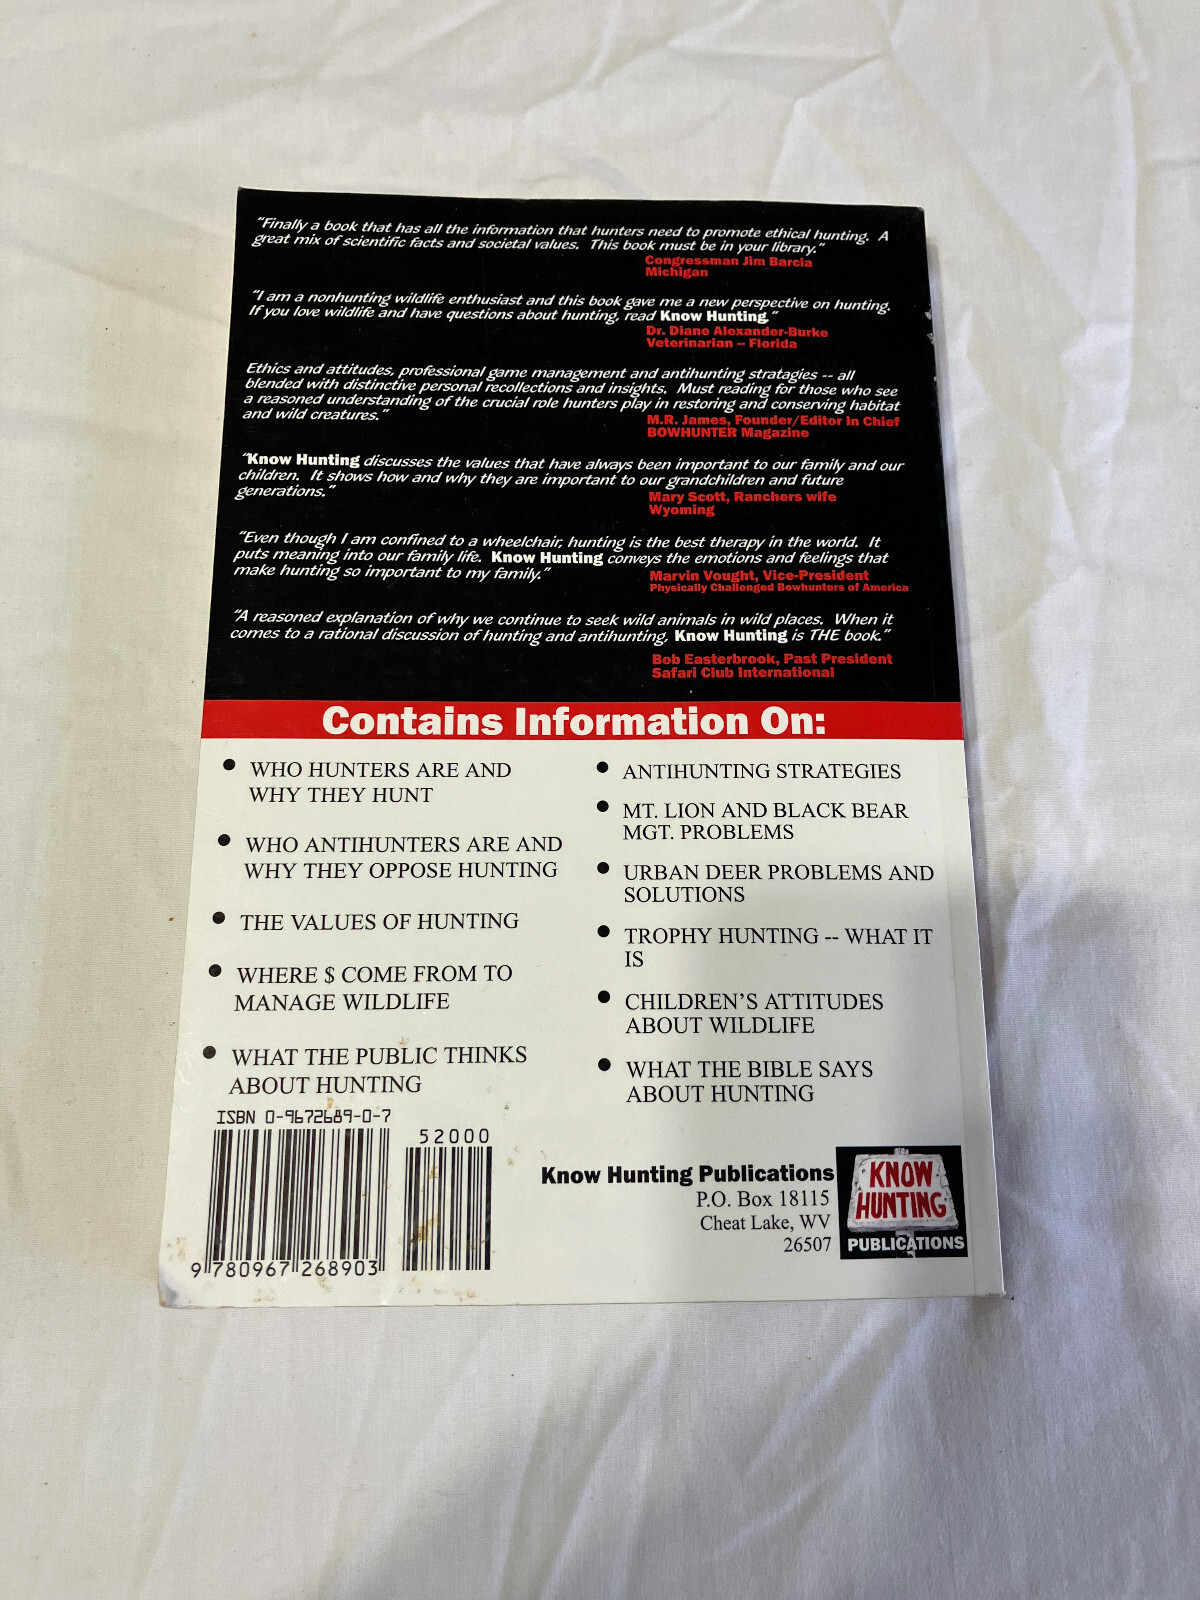 "Finally a book that has all the information that hunters need to promote ethical hunting. A
great mix of scientific facts and societal values. This book must be in your library."
Congressman Jim Barcia
Michigan
"I am a nonhunting wildlife enthusiast and this book gave me a new perspective on hunting.
If you love wildlife and have questions about hunting, read Know Hunting."
Dr. Diane Alexander-Burke
Veterinarian – Florida
Ethics and attitudes, professional game management and antihunting stratagies -- all
blended with distinctive personal recollections and insights. Must reading for those who see
a reasoned understanding of the crucial role hunters play in restoring and conserving habitat
and wild creatures."
M.R. James, Founder/Editor In Chief
BOWHUNTER Magazine
"Know Hunting discusses the values that have always been important to our family and our
children. It shows how and why they are important to our grandchildren and future
generations."
Mary Scott, Ranchers wife
Wyoming
"Even though I am confined to a wheelchair, hunting is the best therapy in the world. It
puts meaning into our family life. Know Hunting conveys the emotions and feelings that
make hunting so important to my family."
Marvin Vought, Vice-President
Physically Challenged Bowhunters of America
"A reasoned explanation of why we continue to seek wild animals in wild places. When it
comes to a rational discussion of hunting and antihunting, Know Hunting is THE book."
Bob Easterbrook, Past President
Safari Club International
Contains Information On:
• WHO HUNTERS ARE AND
WHY THEY HUNT
• WHO ANTIHUNTERS ARE AND
WHY THEY OPPOSE HUNTING
• THE VALUES OF HUNTING
• WHERE $ COME FROM TO
MANAGE WILDLIFE
• WHAT THE PUBLIC THINKS
ABOUT HUNTING
• ANTIHUNTING STRATEGIES
• MT. LION AND BLACK BEAR
MGT. PROBLEMS
• URBAN DEER PROBLEMS AND
SOLUTIONS
• TROPHY HUNTING -- WHAT IT
IS
• CHILDREN'S ATTITUDES
ABOUT WILDLIFE
• WHAT THE BIBLE SAYS
ABOUT HUNTING
ISBN 0-9672689-0-7
52000
9 780967 268903
Know Hunting Publications
P.O. Box 18115
Cheat Lake, WV
26507
KNOW
HUNTING
PUBLICATIONS